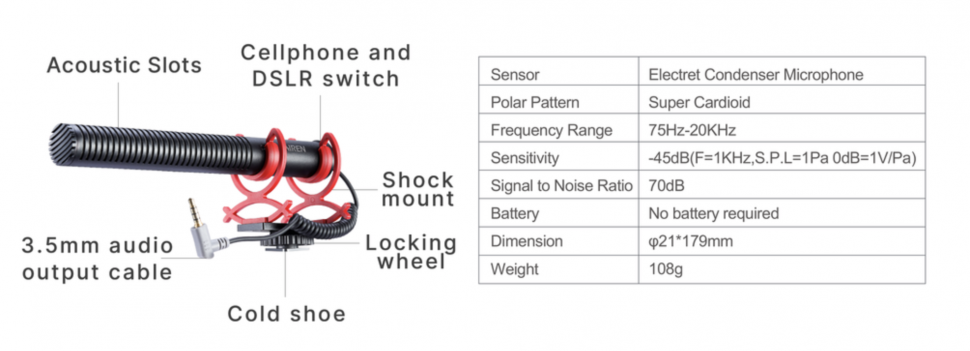 Acoustic Slots
Cellphone and
DSLR switch
Shock
mount
3.5mm audio
output cable
Locking
wheel
Cold shoe
Sensor Electret Condenser Microphone
Polar Pattern Super Cardioid
Frequency Range 75Hz-20KHz
Sensitivity -45dB(F=1KHz,S.P.L=1Pa 0dB=1V/Pa)
Signal to Noise Ratio 70dB
Battery No battery required
Dimension φ21*179mm
Weight 108g